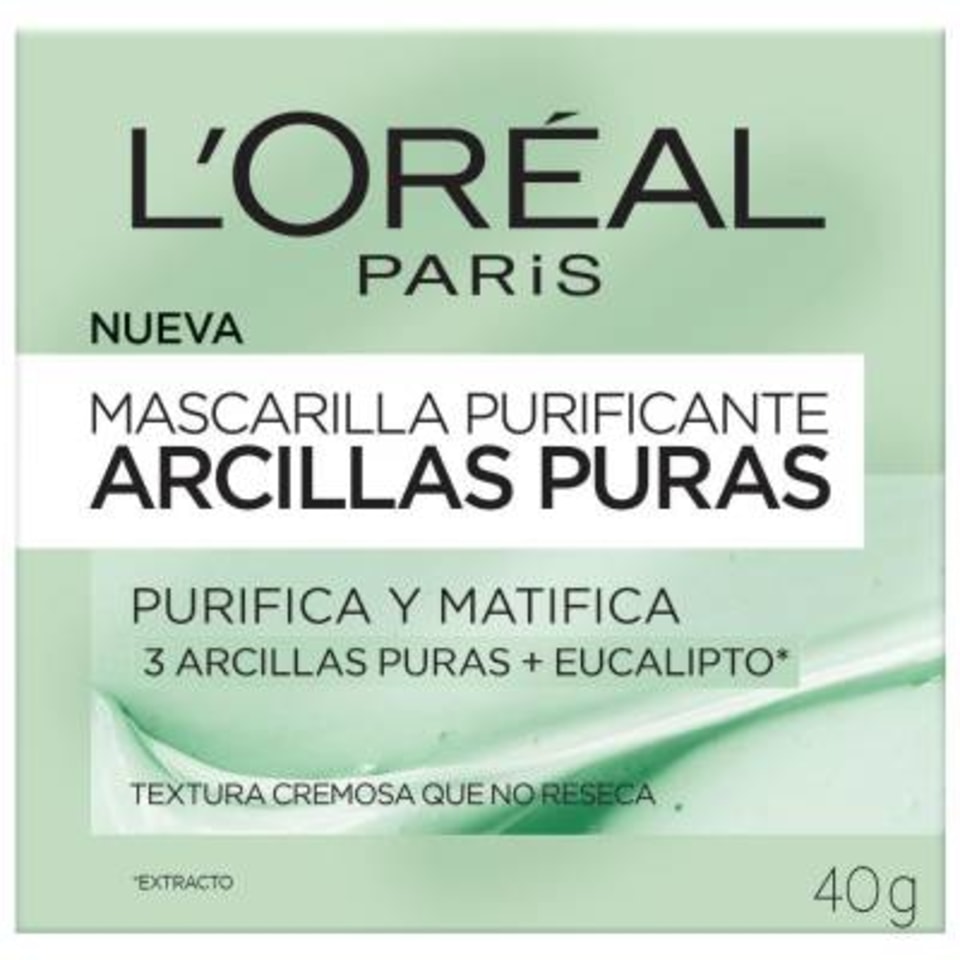 L'ORÉAL
PARiS
NUEVA
MASCARILLA PURIFICANTE
ARCILLAS PURAS
PURIFICA Y MATIFICA
3 ARCILLAS PURAS + EUCALIPTO*
TEXTURA CREMOSA QUE NO RESECA
*EXTRACTO
40g